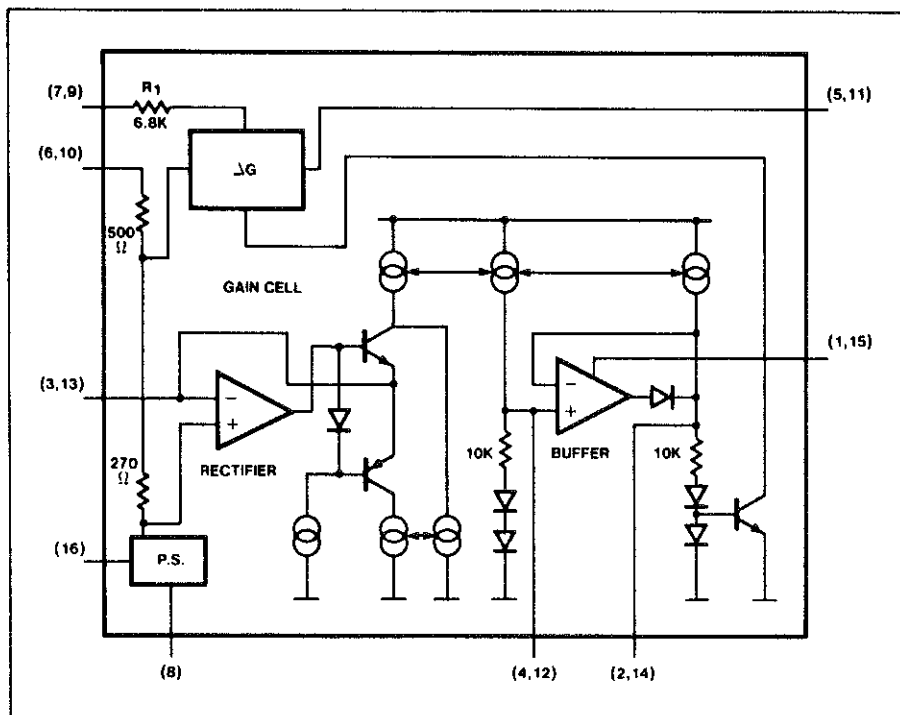 (7,9)
R1
6.8K
(5,11)
(6,10)
ΔG
500
Ω
GAIN CELL
(3,13)
−
+
RECTIFIER
270
Ω
10K
−
+
BUFFER
10K
(1,15)
(16)
P.S.
(8)
(4,12)
(2,14)